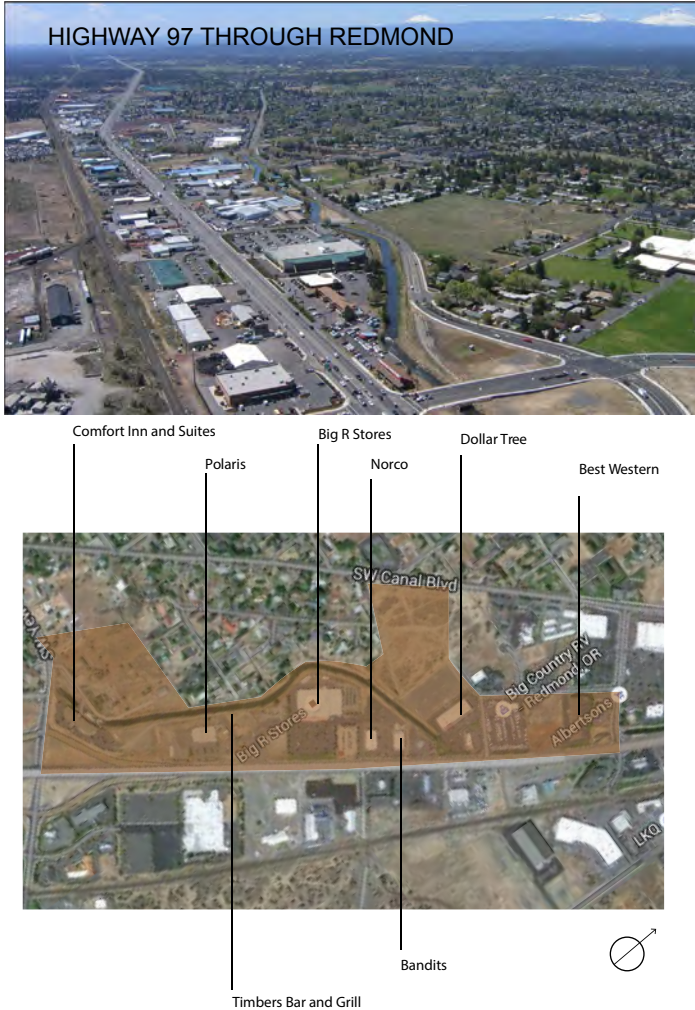 HIGHWAY 97 THROUGH REDMOND
Comfort Inn and Suites
Big R Stores
Dollar Tree
Polaris
Norco
Best Western
SW Canal Blvd
Big Country RV
Redmond, OR
Big R Stores
Albertsons
LKQ
Bandits
Timbers Bar and Grill